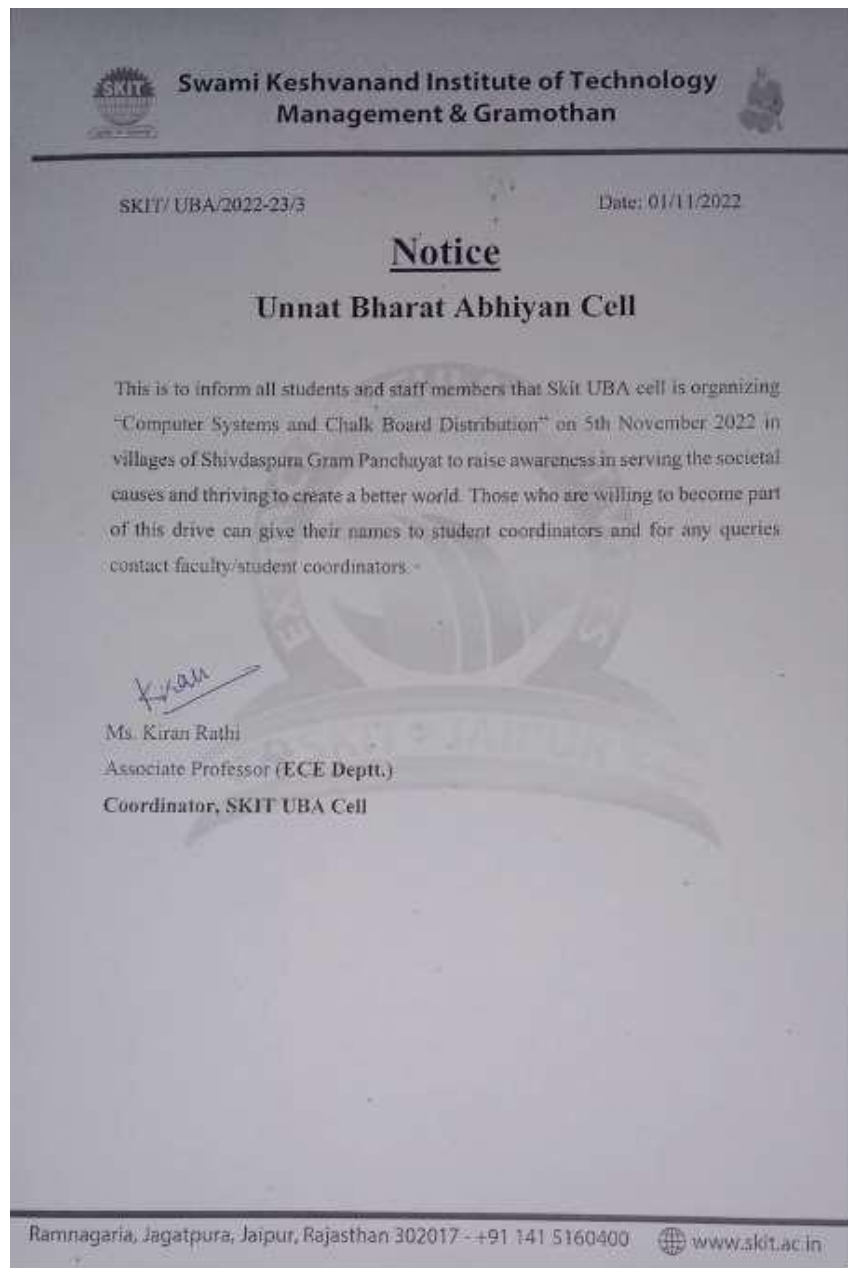 SKIT
Swami Keshvanand Institute of Technology
Management & Gramothan
SKIT/ UBA/2022-23/3
Date: 01/11/2022
Notice
Unnat Bharat Abhiyan Cell
This is to inform all students and staff members that Skit UBA cell is organizing
"Computer Systems and Chalk Board Distribution" on 5th November 2022 in
villages of Shivdaspura Gram Panchayat to raise awareness in serving the societal
causes and thriving to create a better world. Those who are willing to become part
of this drive can give their names to student coordinators and for any queries
contact faculty/student coordinators.
Kiran
Ms. Kiran Rathi
Associate Professor (ECE Deptt.)
Coordinator, SKIT UBA Cell
Ramnagaria, Jagatpura, Jaipur, Rajasthan 302017 - +91 141 5160400
www.skit.ac.in